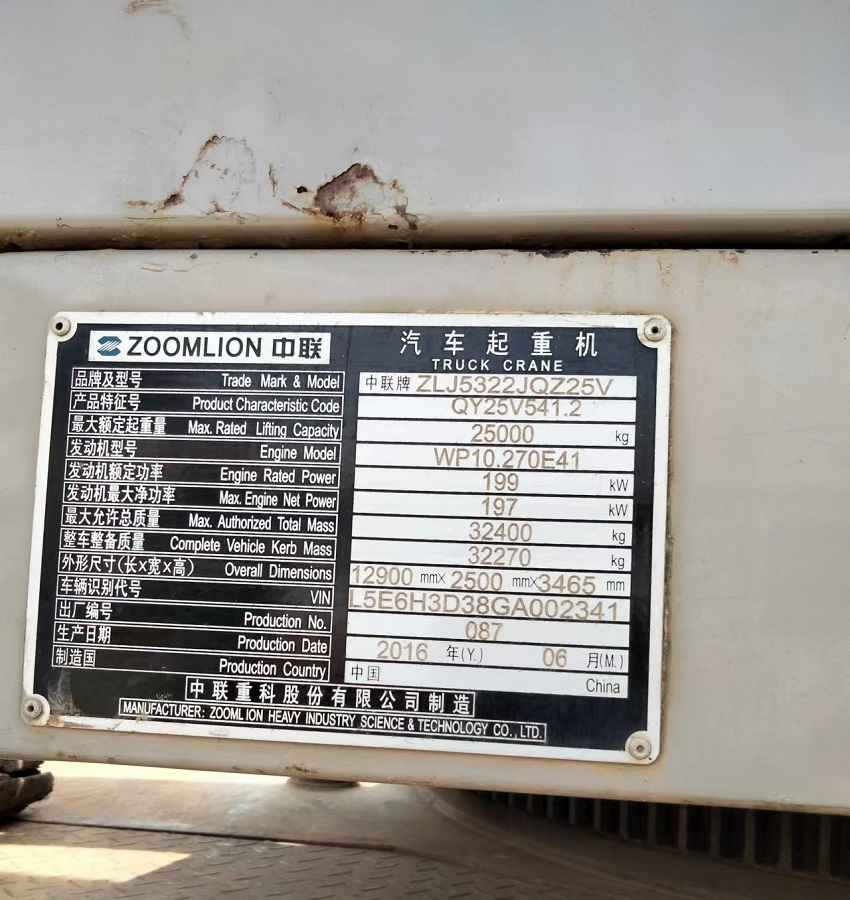 ZOOMLION 中联 汽车起重机
TRUCK CRANE
品牌及型号 Trade Mark & Model 中联牌 ZLJ5322JQZ25V
产品特征号 Product Characteristic Code QY25V541.2
最大额定起重量 Max. Rated Lifting Capacity 25000 kg
发动机型号 Engine Model WP10.270E41
发动机额定功率 Engine Rated Power 199 kW
发动机最大净功率 Max. Engine Net Power 197 kW
最大允许总质量 Max. Authorized Total Mass 32400 kg
整车整备质量 Complete Vehicle Kerb Mass 32270 kg
外形尺寸(长×宽×高) Overall Dimensions 12900 mm× 2500 mm×3465 mm
车辆识别代号 VIN L5E6H3D38GA002341
出厂编号 Production No. 087
生产日期 Production Date 2016 年(Y.) 06 月(M.)
制造国 Production Country 中国 China
中联重科股份有限公司制造
MANUFACTURER: ZOOMLION HEAVY INDUSTRY SCIENCE & TECHNOLOGY CO., LTD.